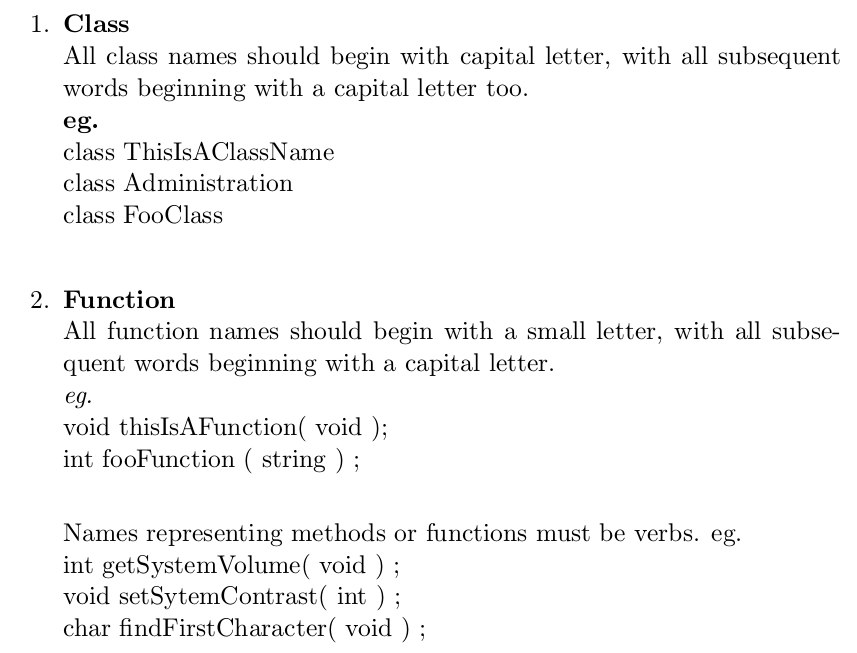 1. Class
All class names should begin with capital letter, with all subsequent
words beginning with a capital letter too.
eg.
class ThisIsAClassName
class Administration
class FooClass
2. Function
All function names should begin with a small letter, with all subse-
quent words beginning with a capital letter.
eg.
void thisIsAFunction( void );
int fooFunction ( string ) ;
Names representing methods or functions must be verbs. eg.
int getSystemVolume( void ) ;
void setSytemContrast( int ) ;
char findFirstCharacter( void ) ;